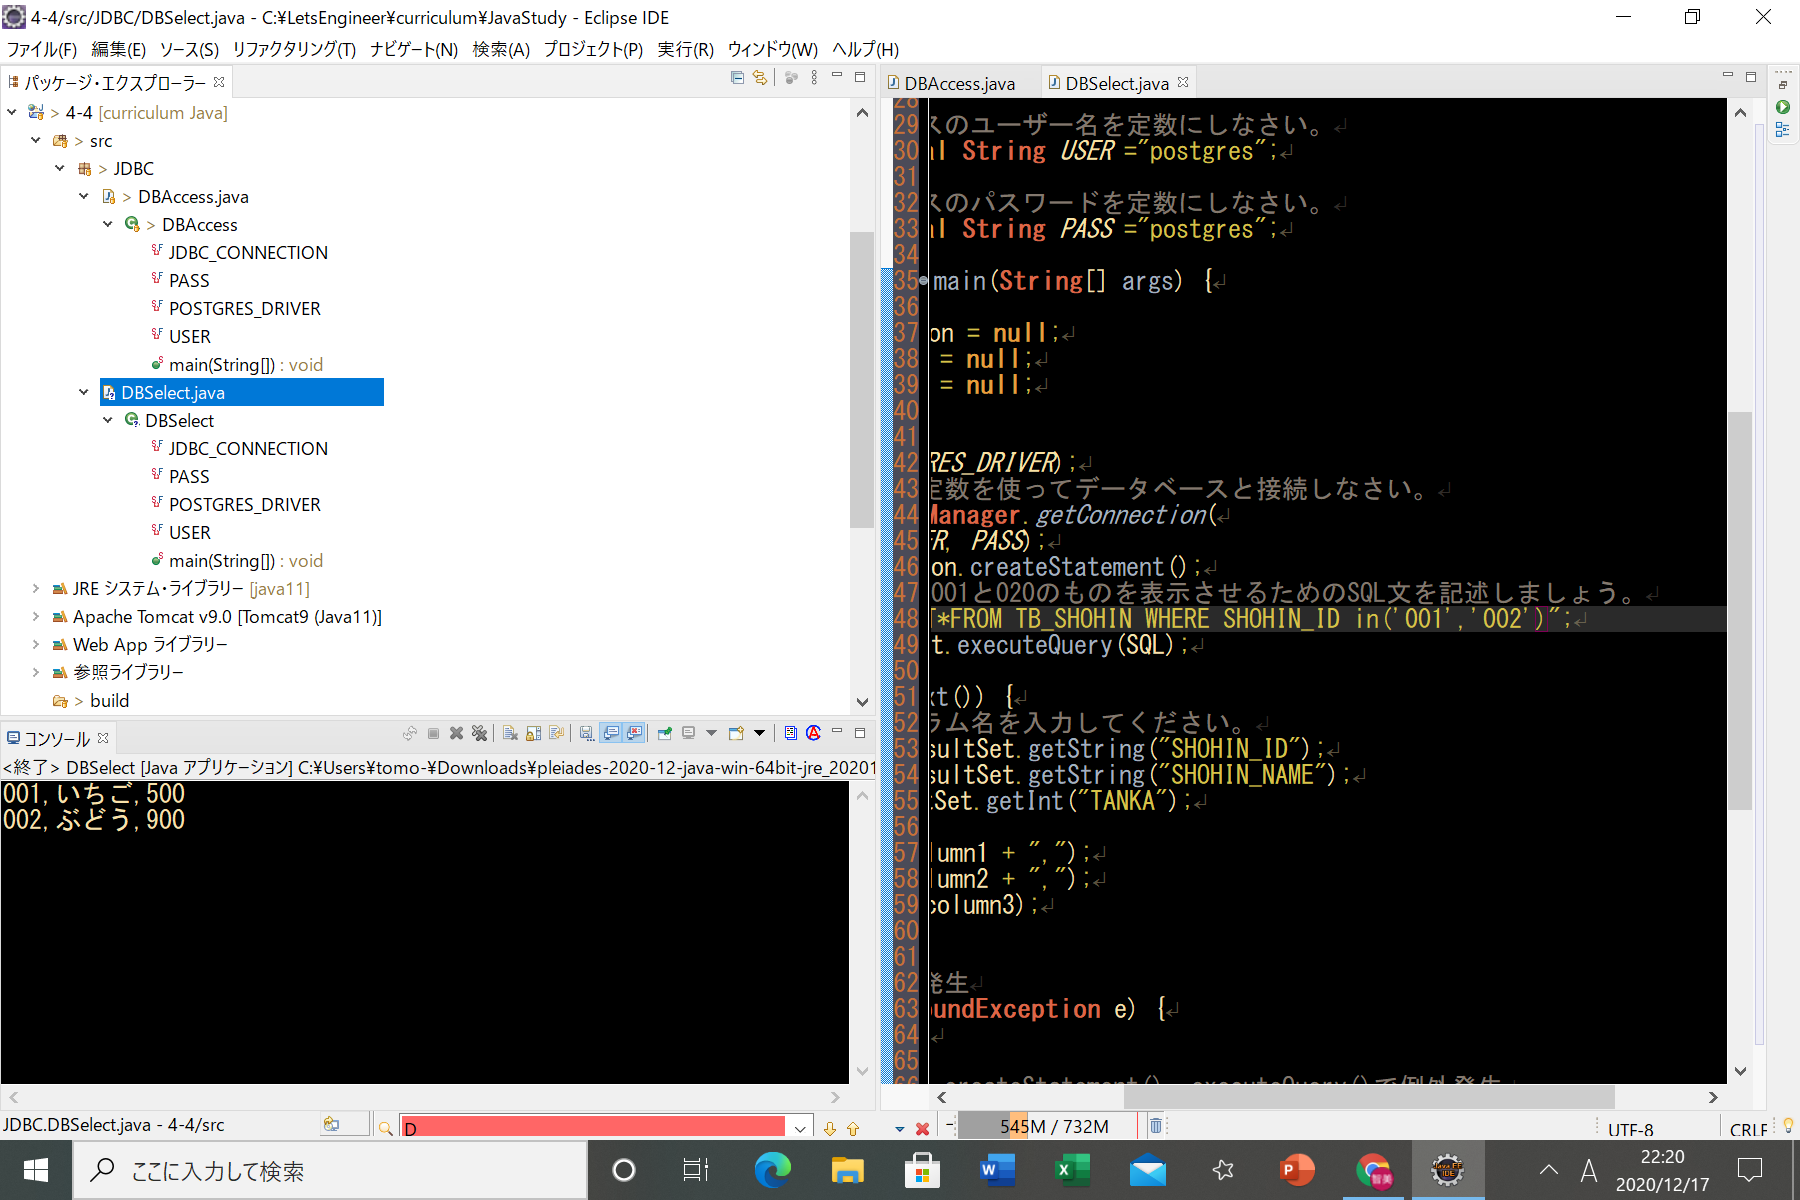 4-4/src/JDBC/DBSelect.java - C:¥LetsEngineer¥curriculum¥JavaStudy - Eclipse IDE
ファイル(F) 編集(E) ソース(S) リファクタリング(T) ナビゲート(N) 検索(A) プロジェクト(P) 実行(R) ウィンドウ(W) ヘルプ(H)
パッケージ・エクスプローラー
> 4-4 [curriculum Java]
> src
> JDBC
> DBAccess.java
> DBAccess
JDBC_CONNECTION
PASS
POSTGRES_DRIVER
USER
main(String[]) : void
DBSelect.java
DBSelect
JDBC_CONNECTION
PASS
POSTGRES_DRIVER
USER
main(String[]) : void
JRE システム・ライブラリー [java11]
Apache Tomcat v9.0 [Tomcat9 (Java11)]
Web App ライブラリー
参照ライブラリー
> build
コンソール
<終了> DBSelect [Java アプリケーション] C:¥Users¥tomo-¥Downloads¥pleiades-2020-12-java-win-64bit-jre_20201
001,いちご,500
002,ぶどう,900
DBAccess.java DBSelect.java
28
29 スのユーザー名を定数にしなさい。
30 al String USER ="postgres";
31
32 スのパスワードを定数にしなさい。
33 al String PASS ="postgres";
34
35 main(String[] args) {
36
37 on = null;
38 = null;
39 = null;
40
41
42 RES_DRIVER);
43 定数を使ってデータベースと接続しなさい。
44 Manager.getConnection(
45 ER, PASS);
46 on.createStatement();
47 001と020のものを表示させるためのSQL文を記述しましょう。
48 T*FROM TB_SHOHIN WHERE SHOHIN_ID in('001','002')";
49 t.executeQuery(SQL);
50
51 xt()) {
52 ラム名を入力してください。
53 sultSet.getString("SHOHIN_ID");
54 sultSet.getString("SHOHIN_NAME");
55 tSet.getInt("TANKA");
56
57 lumn1 + ",");
58 lumn2 + ",");
59 column3);
60
61
62 発生
63 oundException e) {
64
65
66 createStatement()、executeQuery()で例外発生
JDBC.DBSelect.java - 4-4/src
D
545M / 732M
UTF-8
CRLF
ここに入力して検索
A
22:20
2020/12/17